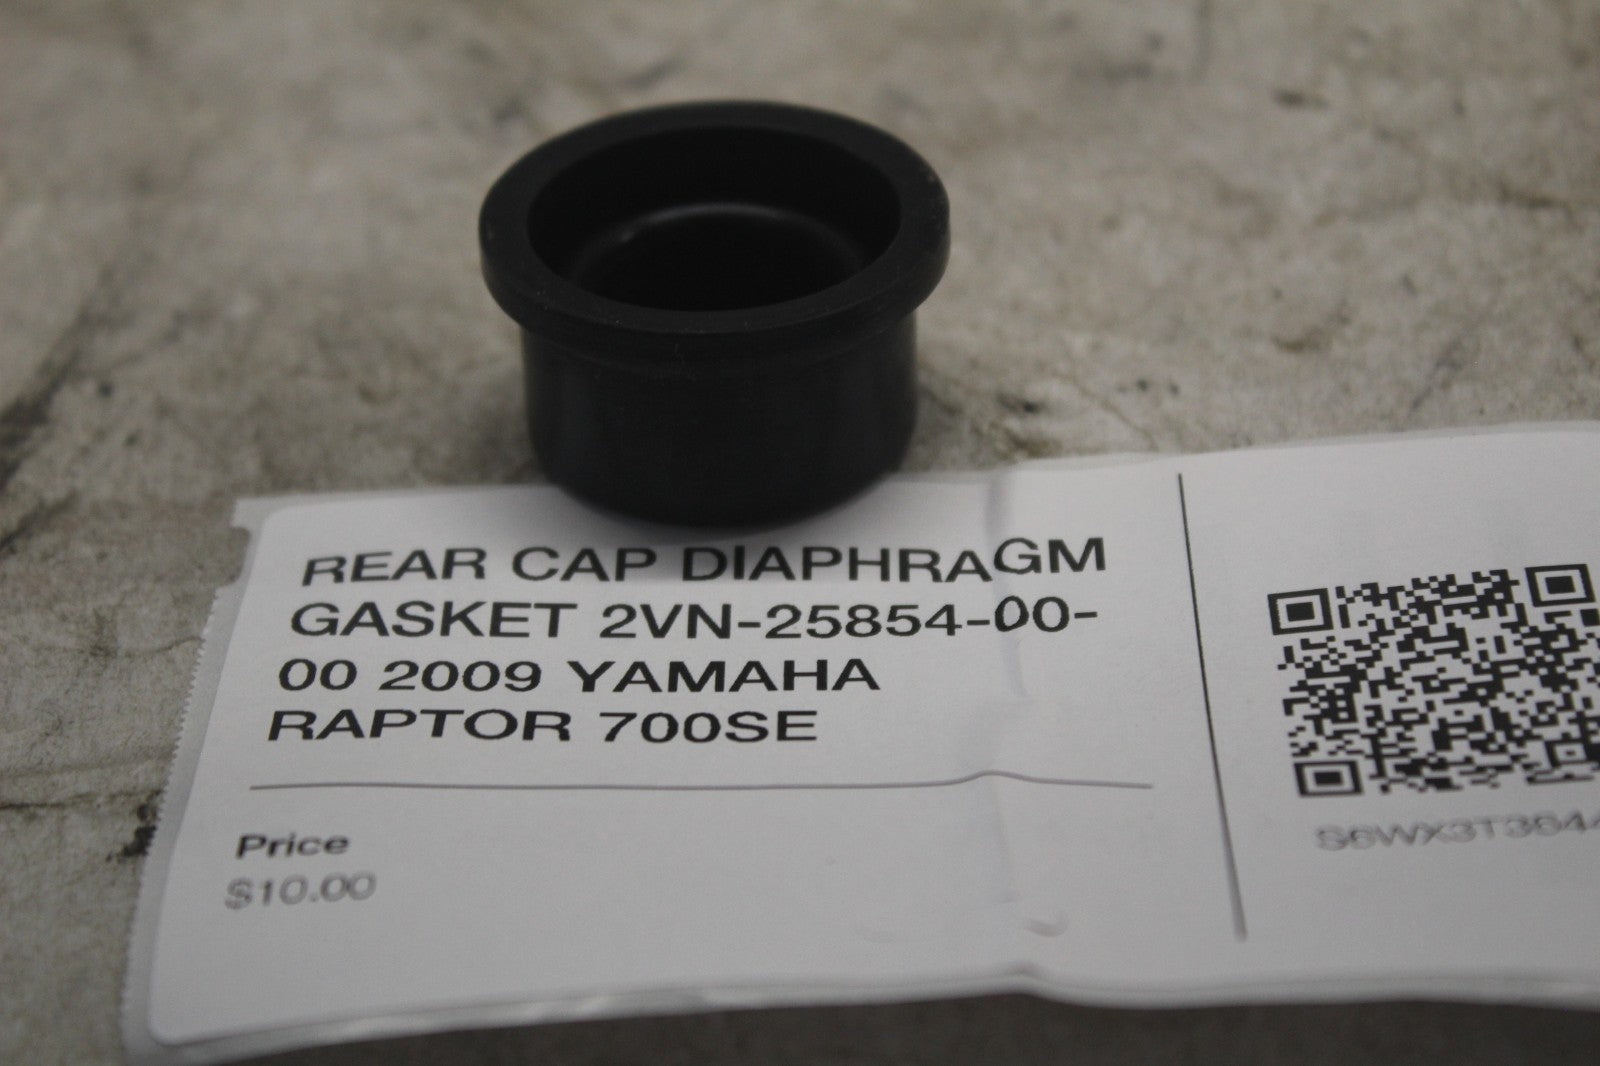 REAR CAP DIAPHRAGM
GASKET 2VN-25854-00-
00 2009 YAMAHA
RAPTOR 700SE
Price
$10.00